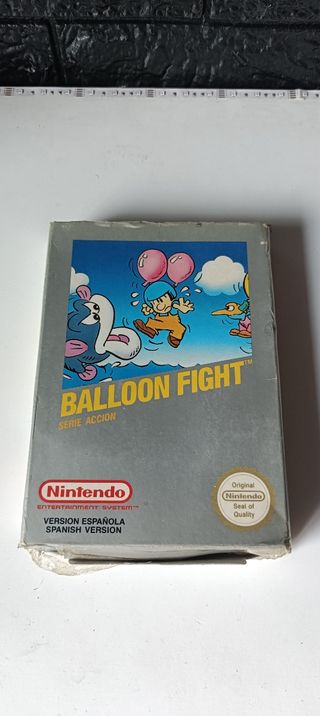 BALLOON FIGHT™
SERIE ACCION
Nintendo
ENTERTAINMENT SYSTEM™
VERSION ESPAÑOLA
SPANISH VERSION
Original
Nintendo
Seal of
Quality